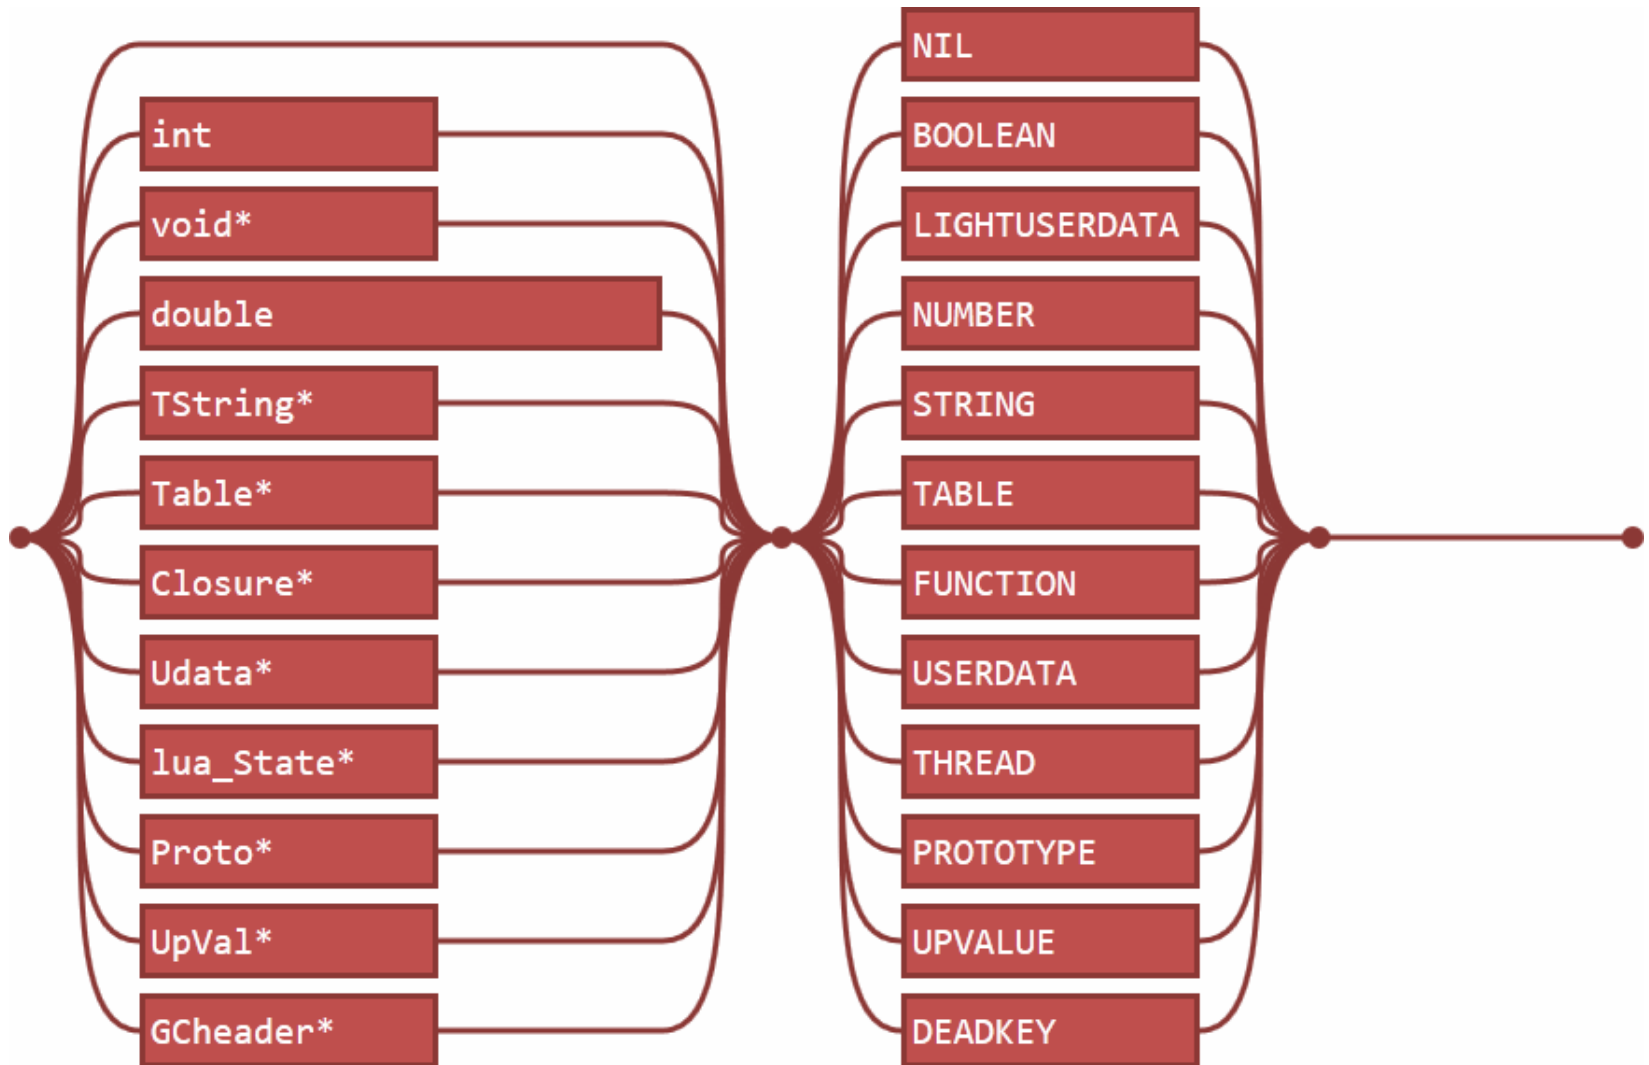 NIL
int
BOOLEAN
void*
LIGHTUSERDATA
double
NUMBER
TString*
STRING
Table*
TABLE
Closure*
FUNCTION
Udata*
USERDATA
lua_State*
THREAD
Proto*
PROTOTYPE
UpVal*
UPVALUE
GCheader*
DEADKEY